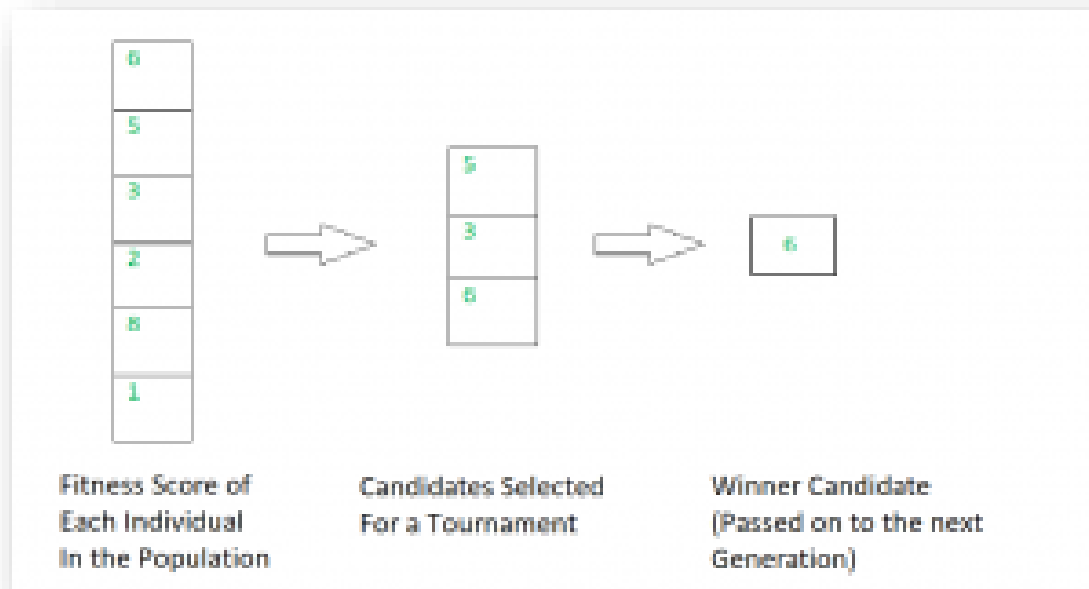 6
5
3
2
8
1
5
3
6
6
Fitness Score of
Each Individual
In the Population
Candidates Selected
For a Tournament
Winner Candidate
(Passed on to the next
Generation)